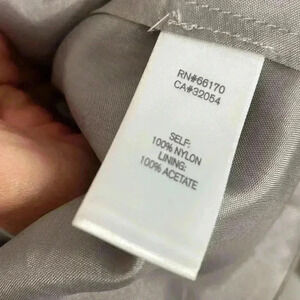 RN#66170
CA#32054
SELF:
100% NYLON
LINING:
100% ACETATE